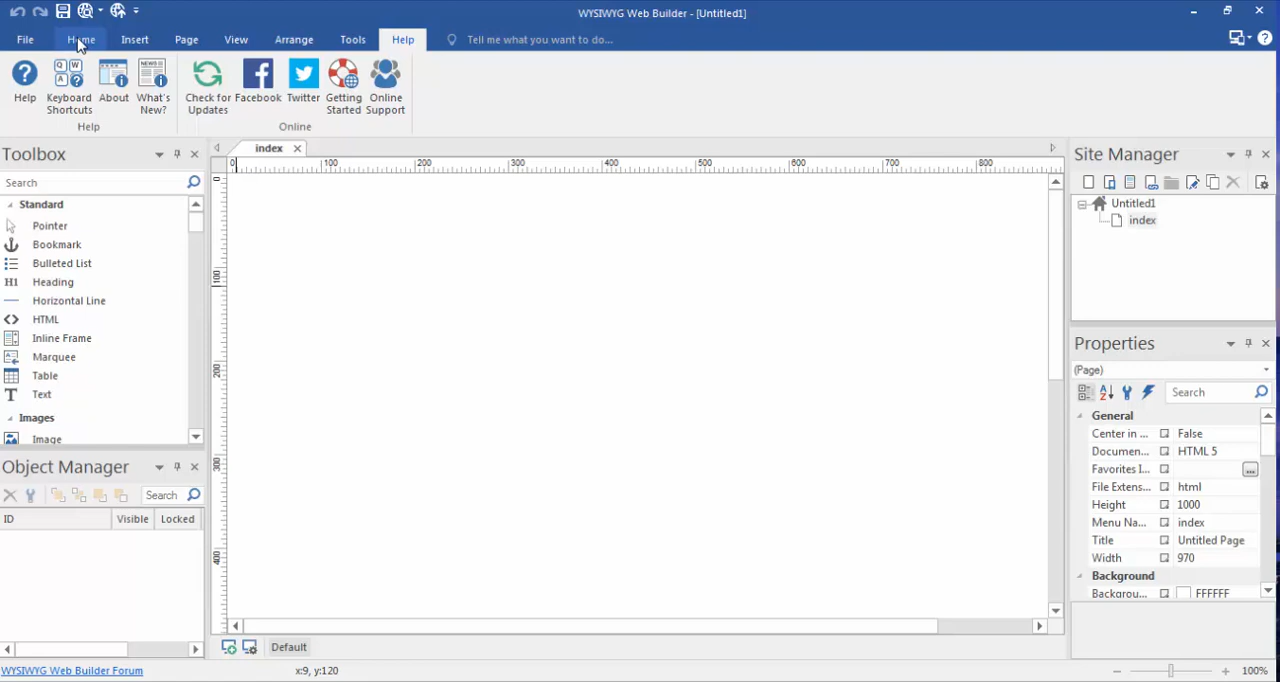 WYSIWYG Web Builder - [Untitled1]
File Home Insert Page View Arrange Tools Help Tell me what you want to do...
Help Keyboard Shortcuts About What's New? Check for Updates Facebook Twitter Getting Started Online Support
Help Online
Toolbox
Search
Standard
Pointer
Bookmark
Bulleted List
H1 Heading
Horizontal Line
HTML
Inline Frame
Marquee
Table
Text
Images
Image
Object Manager
Search
ID Visible Locked
index
0 100 200 300 400 500 600 700 800
0
100
200
300
400
Default
Site Manager
Untitled1
index
Properties
(Page)
Search
General
Center in ... False
Documen... HTML 5
Favorites I...
File Extens... html
Height 1000
Menu Na... index
Title Untitled Page
Width 970
Background
Backgrou... FFFFFF
WYSIWYG Web Builder Forum x:9, y:120 100%